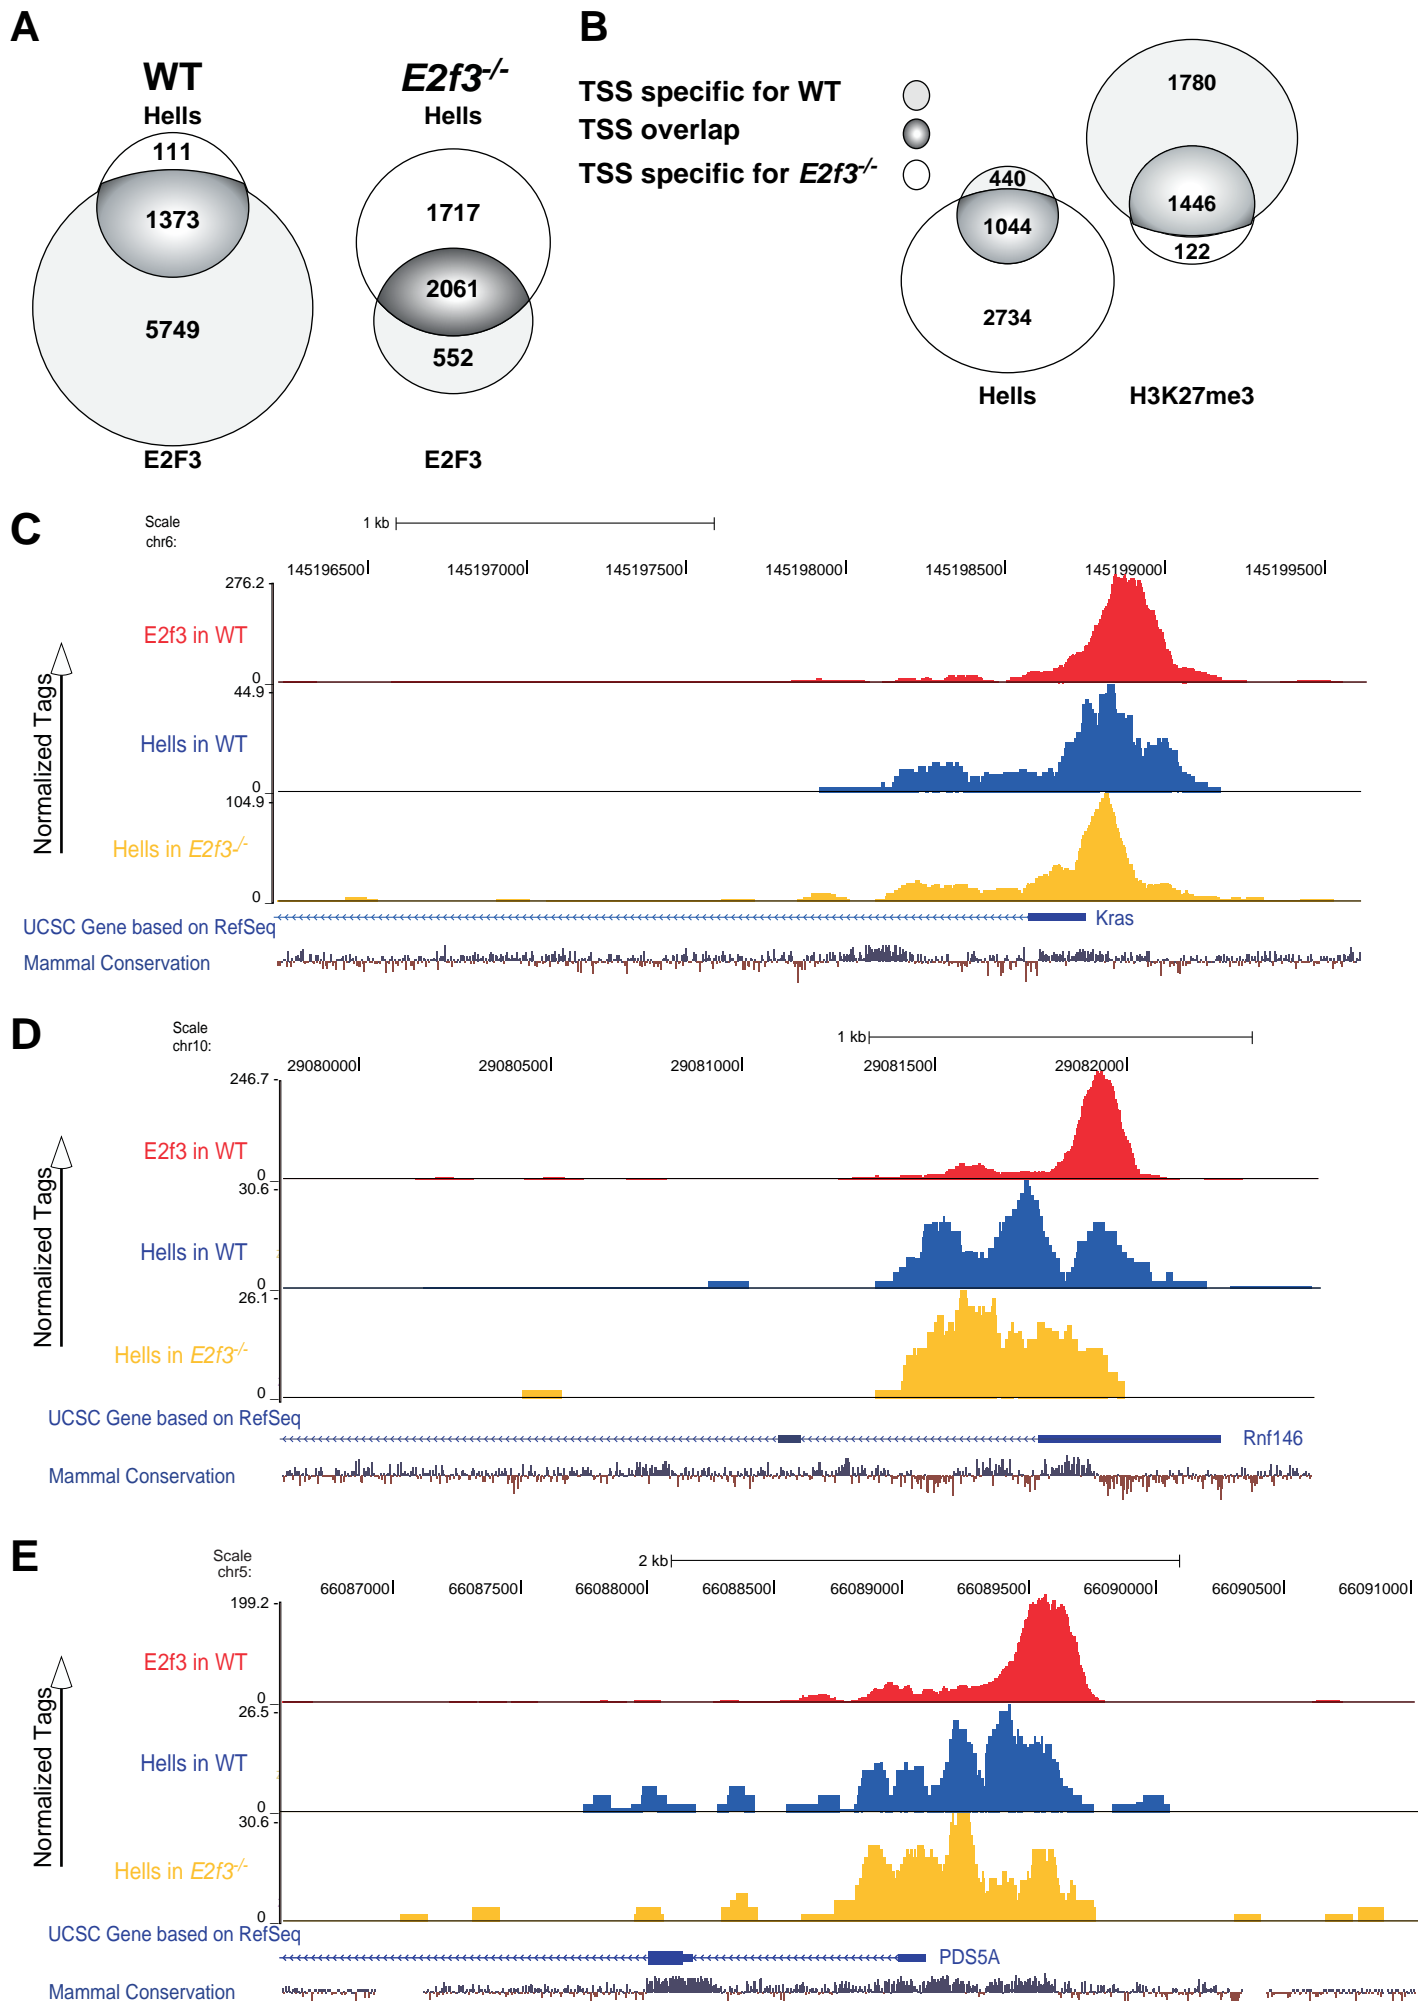 A
WT
Hells
111
1373
5749
E2F3
E2f3-/-
Hells
1717
2061
552
E2F3
B
TSS specific for WT
TSS overlap
TSS specific for E2f3-/-
440
1044
2734
Hells
1780
1446
122
H3K27me3
C
Scale
chr6:
1 kb
145196500
145197000
145197500
145198000
145198500
145199000
145199500
Normalized Tags
276.2
E2f3 in WT
0
44.9
Hells in WT
0
104.9
Hells in E2f3-/-
0
UCSC Gene based on RefSeq
Kras
Mammal Conservation
D
Scale
chr10:
1 kb
29080000
29080500
29081000
29081500
29082000
Normalized Tags
246.7
E2f3 in WT
0
30.6
Hells in WT
0
26.1
Hells in E2f3-/-
0
UCSC Gene based on RefSeq
Rnf146
Mammal Conservation
E
Scale
chr5:
2 kb
66087000
66087500
66088000
66088500
66089000
66089500
66090000
66090500
66091000
Normalized Tags
199.2
E2f3 in WT
0
26.5
Hells in WT
0
30.6
Hells in E2f3-/-
0
UCSC Gene based on RefSeq
PDS5A
Mammal Conservation